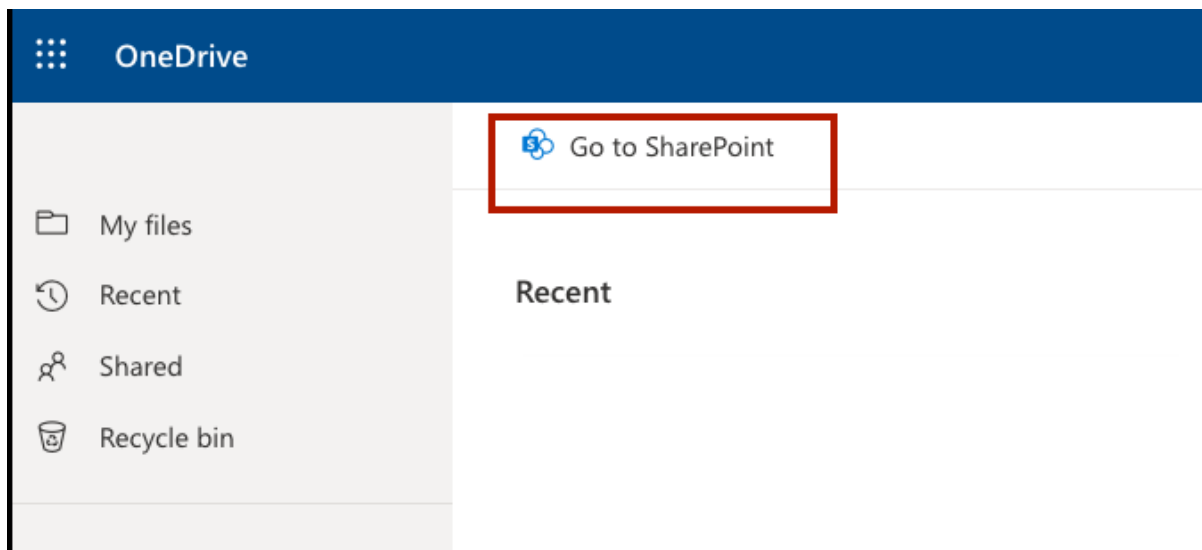 OneDrive
Go to SharePoint
My files
Recent
Shared
Recycle bin
Recent